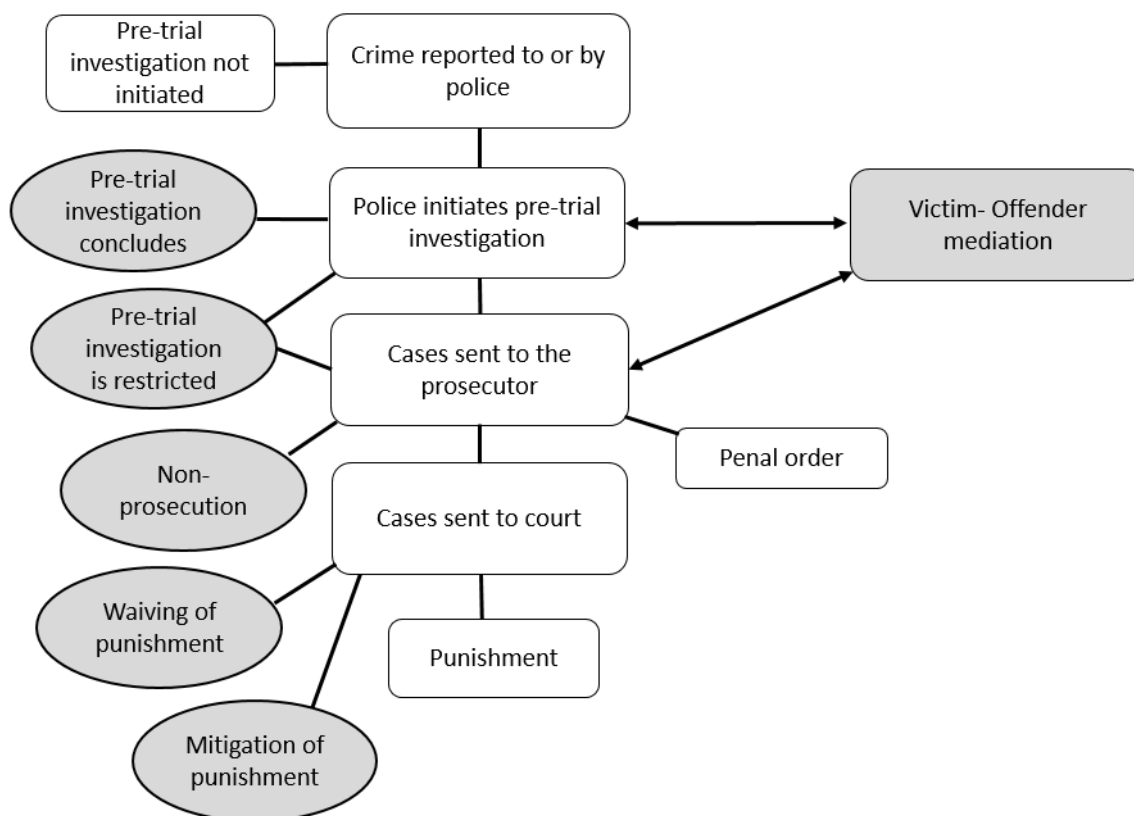 Pre-trial
investigation not
initiated
Crime reported to or by
police
Pre-trial
investigation
concludes
Police initiates pre-trial
investigation
Victim- Offender
mediation
Pre-trial
investigation
is restricted
Cases sent to the
prosecutor
Penal order
Non-
prosecution
Cases sent to court
Waiving of
punishment
Punishment
Mitigation of
punishment